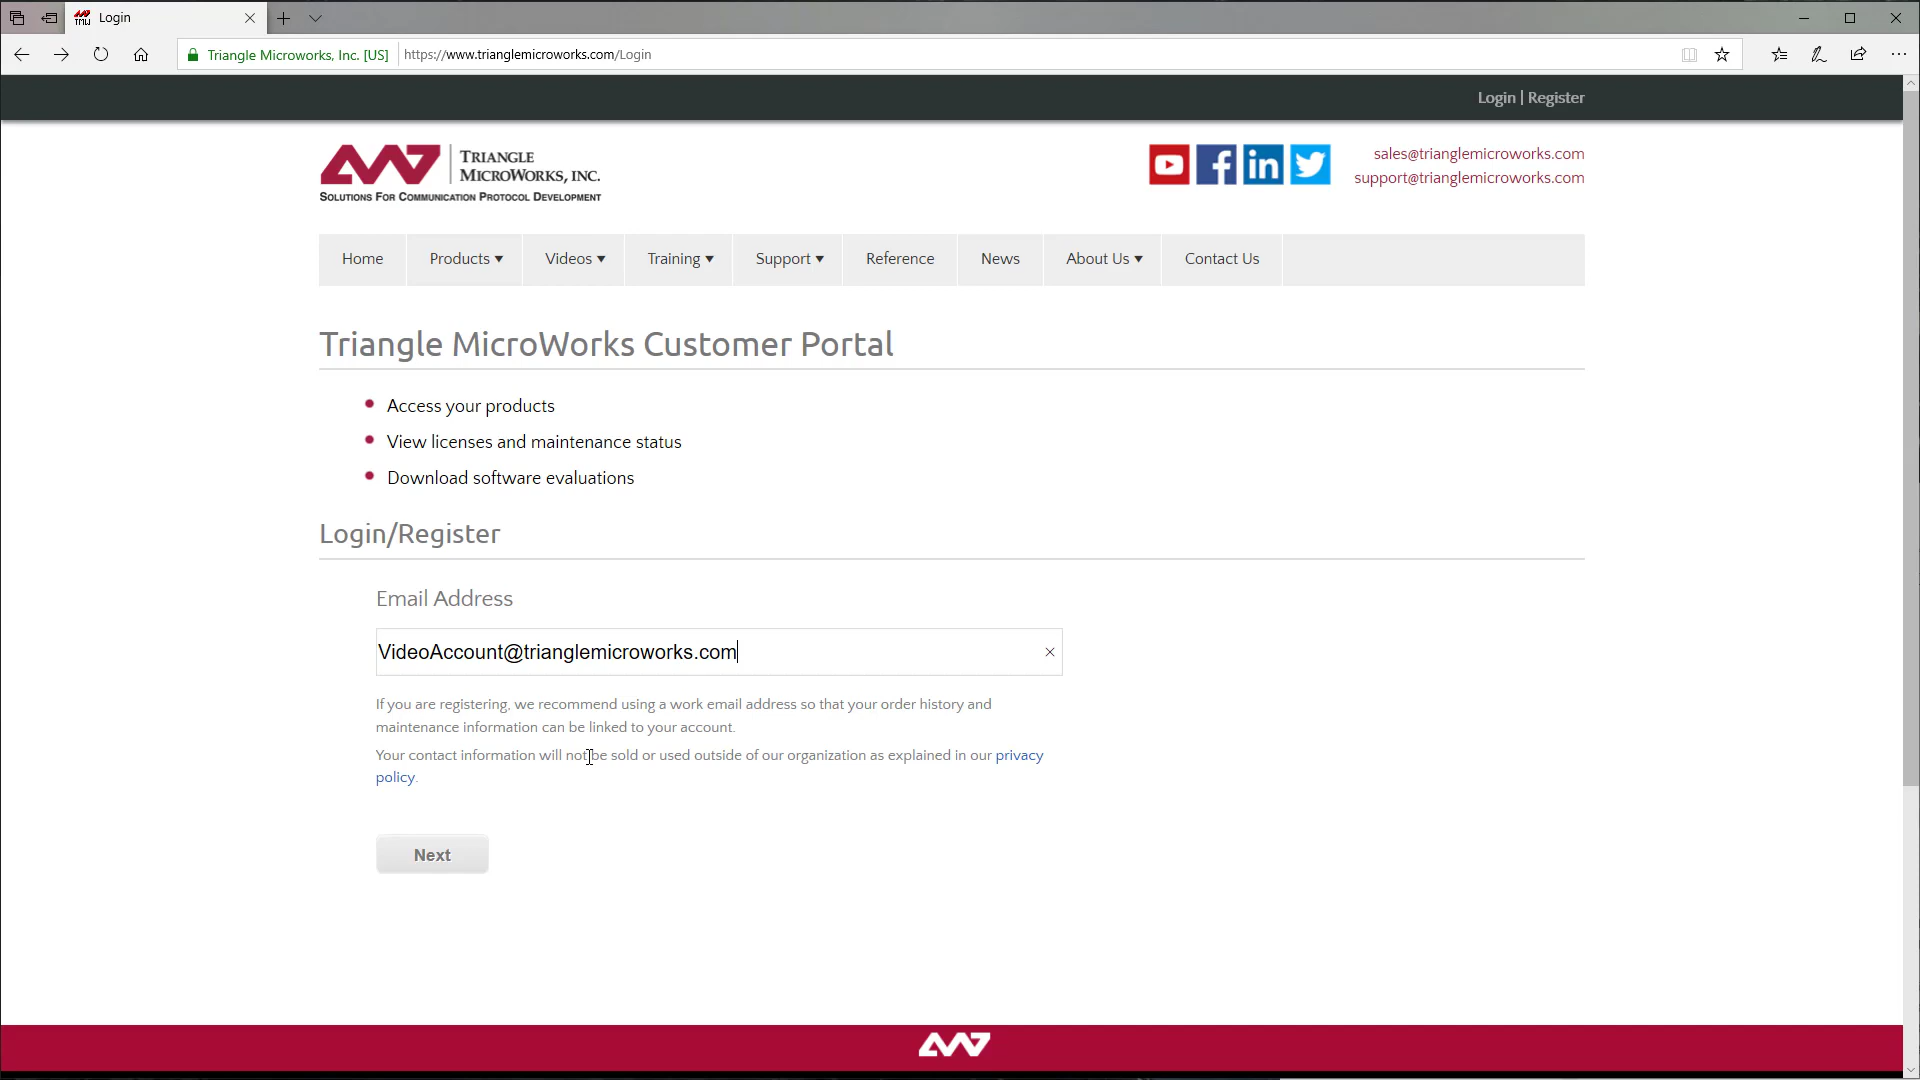 Login
Triangle Microworks, Inc. [US]
https://www.trianglemicroworks.com/Login
Login | Register
TRIANGLE
MICROWORKS, INC.
SOLUTIONS FOR COMMUNICATION PROTOCOL DEVELOPMENT
sales@trianglemicroworks.com
support@trianglemicroworks.com
Home Products ▾ Videos ▾ Training ▾ Support ▾ Reference News About Us ▾ Contact Us
Triangle MicroWorks Customer Portal
Access your products
View licenses and maintenance status
Download software evaluations
Login/Register
Email Address
VideoAccount@trianglemicroworks.com
If you are registering, we recommend using a work email address so that your order history and
maintenance information can be linked to your account.
Your contact information will not be sold or used outside of our organization as explained in our privacy
policy.
Next